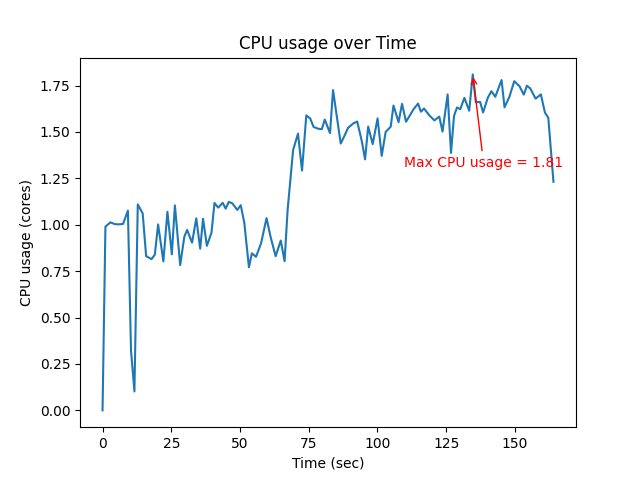 CPU usage over Time
CPU usage (cores)
1.75
1.50
1.25
1.00
0.75
0.50
0.25
0.00
Max CPU usage = 1.81
0 25 50 75 100 125 150
Time (sec)